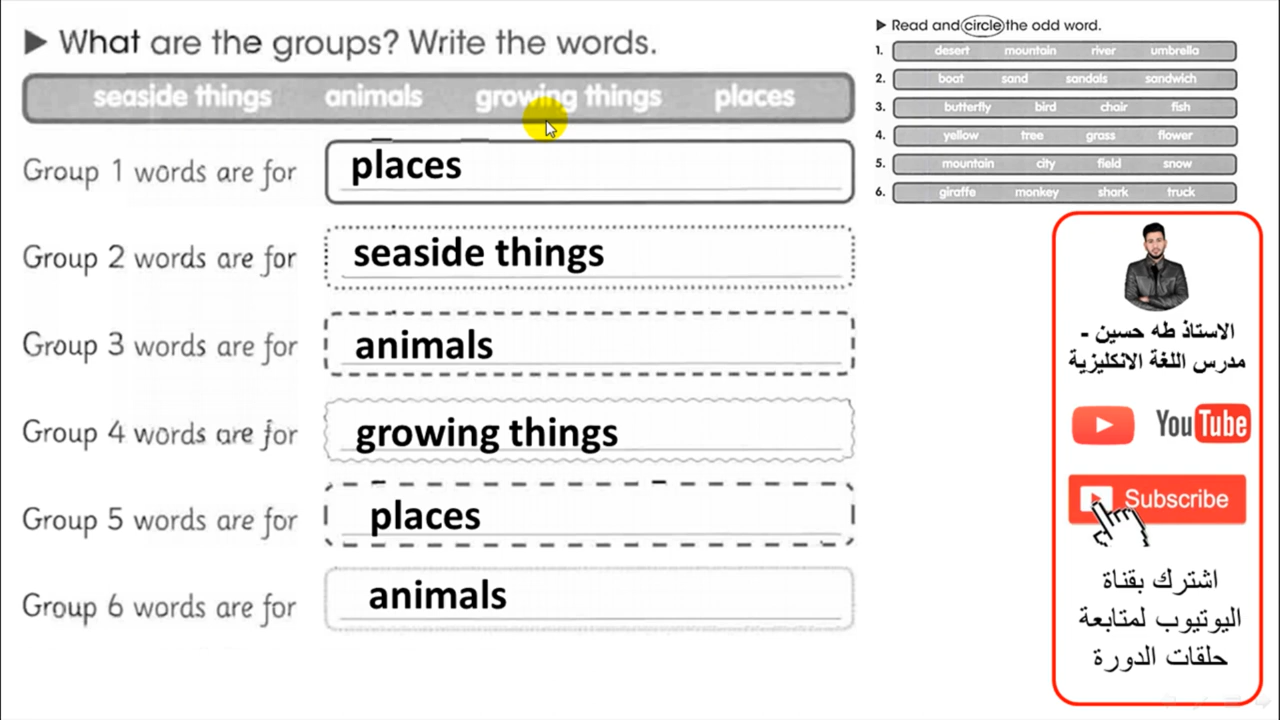 ▶ What are the groups? Write the words.
seaside things animals growing things places
Group 1 words are for places
Group 2 words are for seaside things
Group 3 words are for animals
Group 4 words are for growing things
Group 5 words are for places
Group 6 words are for animals
▶ Read and circle the odd word.
1. desert mountain river umbrella
2. boat sand sandals sandwich
3. butterfly bird chair fish
4. yellow tree grass flower
5. mountain city field snow
6. giraffe monkey shark truck
الاستاذ طه حسين -
مدرس اللغة الانكليزية
YouTube
Subscribe
اشترك بقناة
اليوتيوب لمتابعة
حلقات الدورة